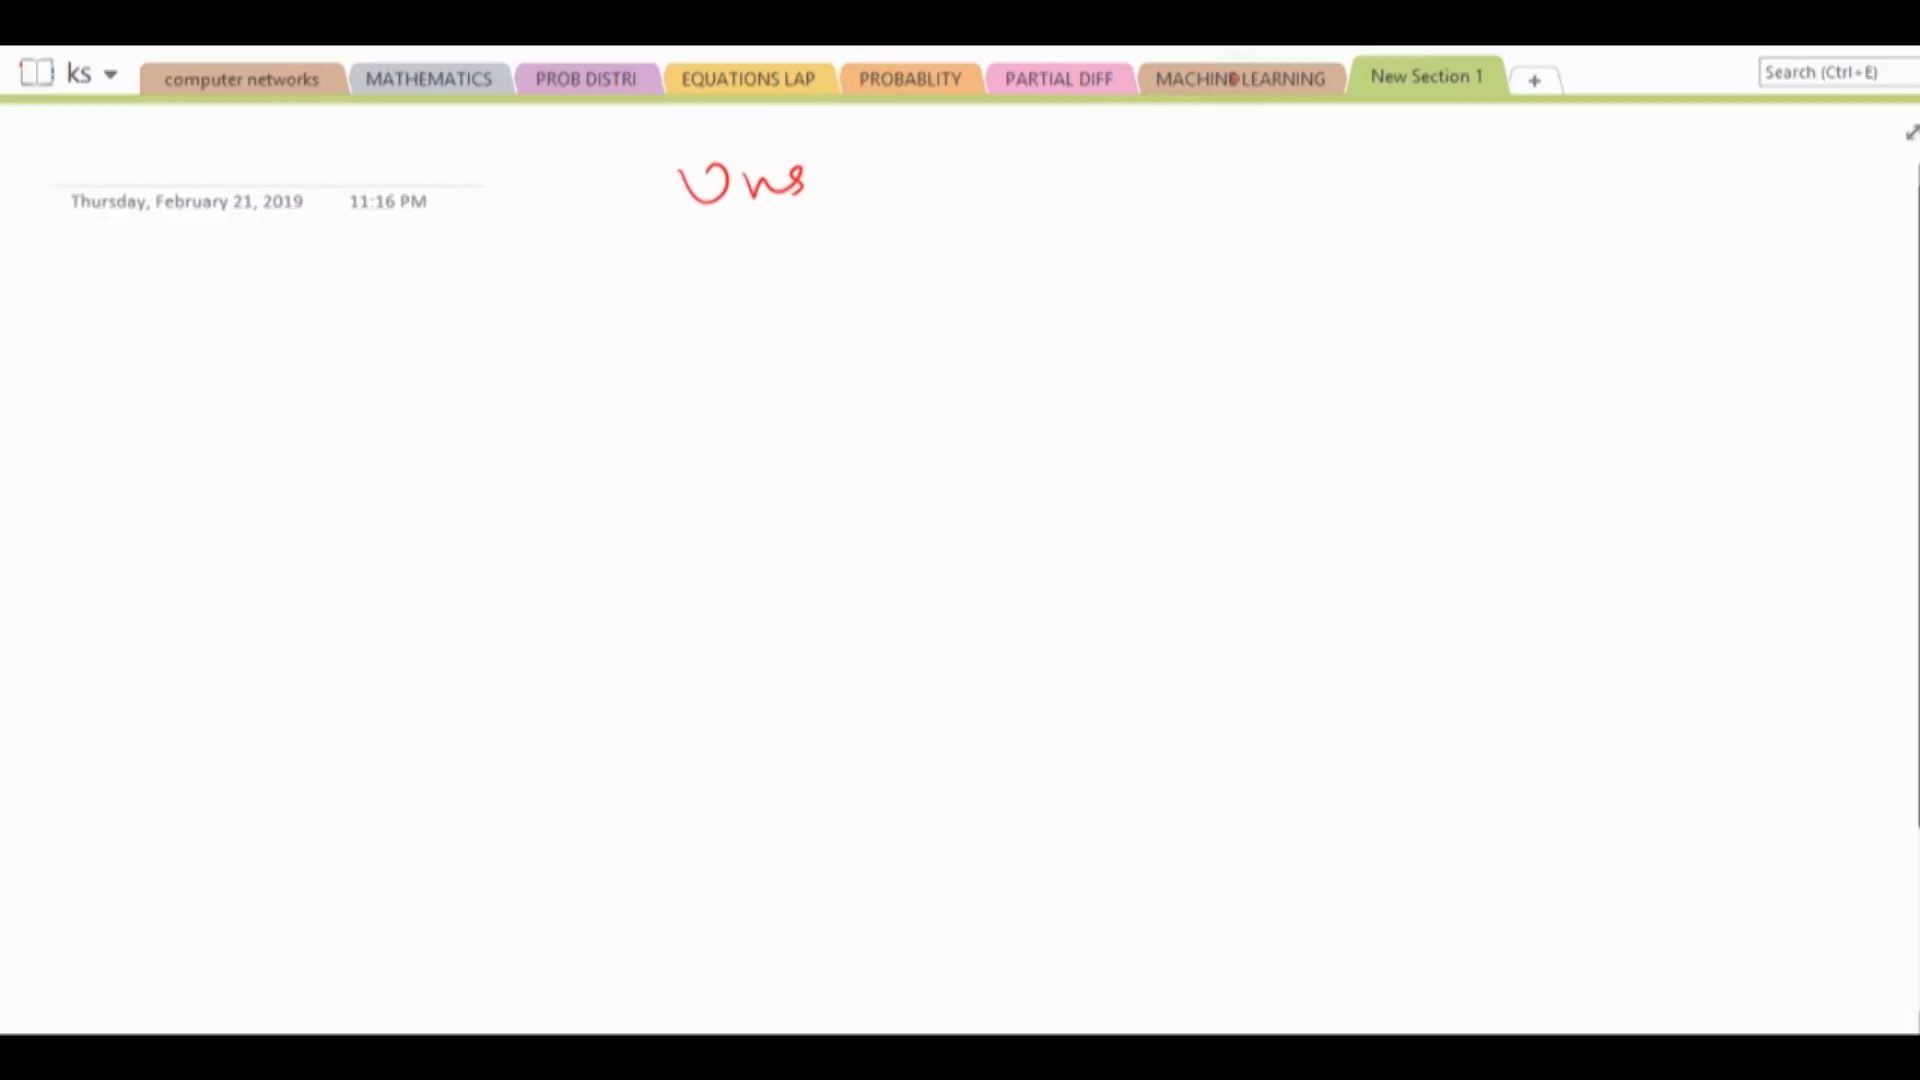 ks computer networks MATHEMATICS PROB DISTRI EQUATIONS LAP PROBABLITY PARTIAL DIFF MACHINE LEARNING New Section 1 + Search (Ctrl+E)
Uns
Thursday, February 21, 2019 11:16 PM